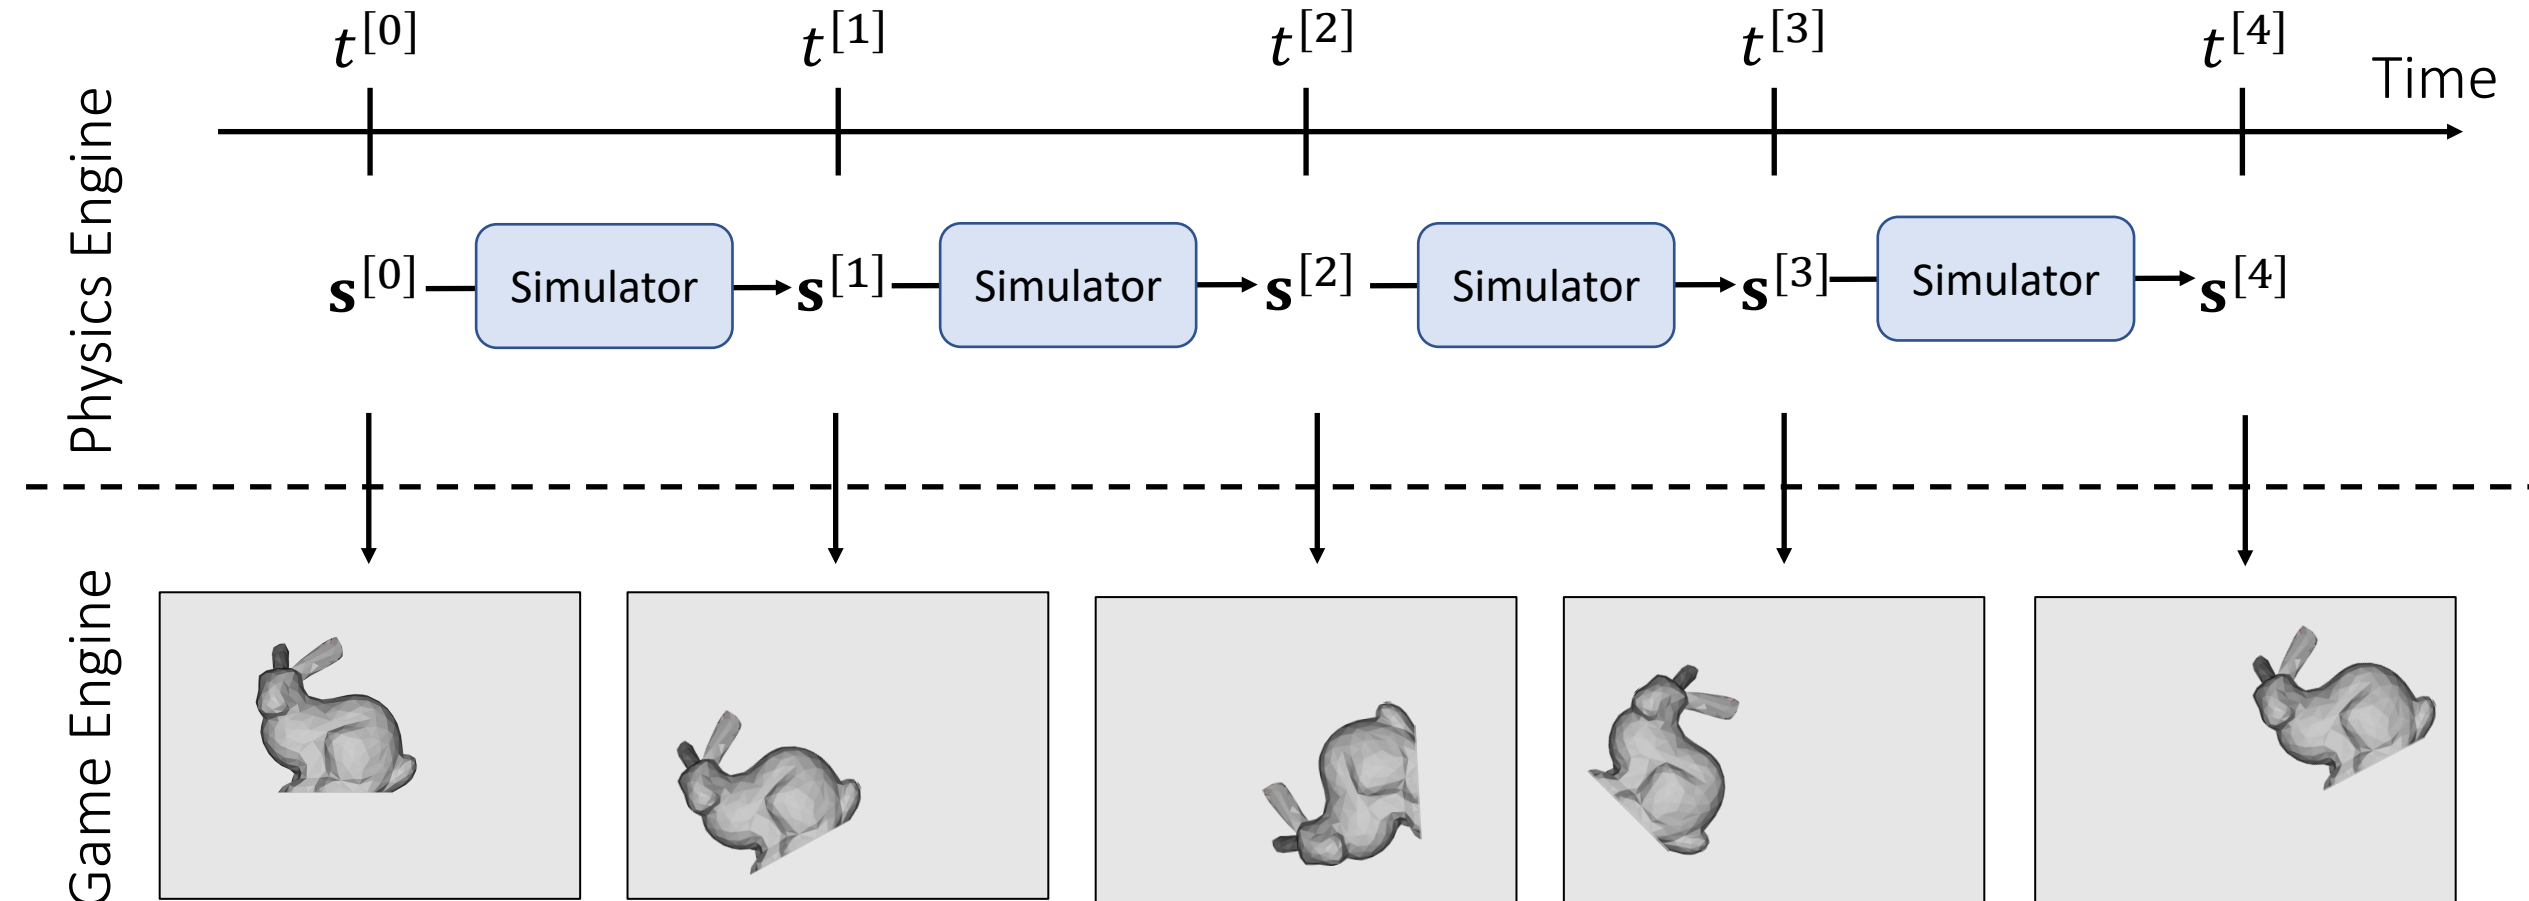 t^[0] t^[1] t^[2] t^[3] t^[4]
Time
Physics Engine
s^[0] Simulator s^[1] Simulator s^[2] Simulator s^[3] Simulator s^[4]
Game Engine